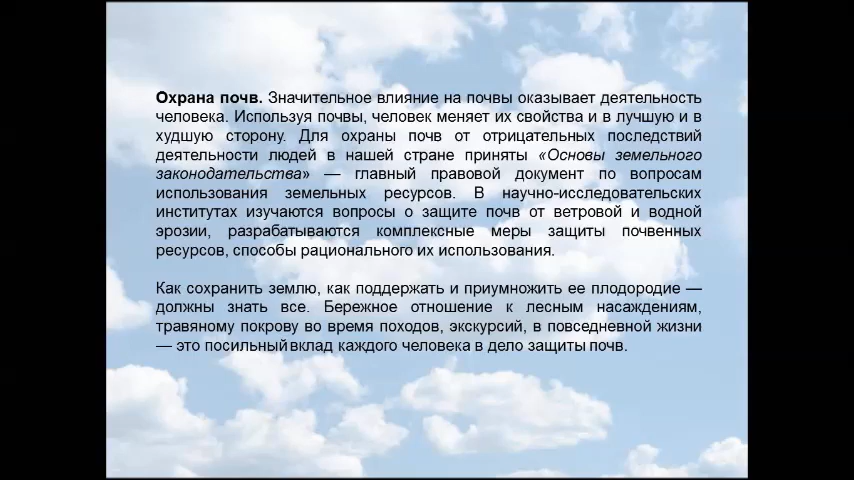 Охрана почв. Значительное влияние на почвы оказывает деятельность
человека. Используя почвы, человек меняет их свойства и в лучшую и в
худшую сторону. Для охраны почв от отрицательных последствий
деятельности людей в нашей стране приняты «Основы земельного
законодательства» — главный правовой документ по вопросам
использования земельных ресурсов. В научно-исследовательских
институтах изучаются вопросы о защите почв от ветровой и водной
эрозии, разрабатываются комплексные меры защиты почвенных
ресурсов, способы рационального их использования.
Как сохранить землю, как поддержать и приумножить ее плодородие —
должны знать все. Бережное отношение к лесным насаждениям,
травяному покрову во время походов, экскурсий, в повседневной жизни
— это посильный вклад каждого человека в дело защиты почв.